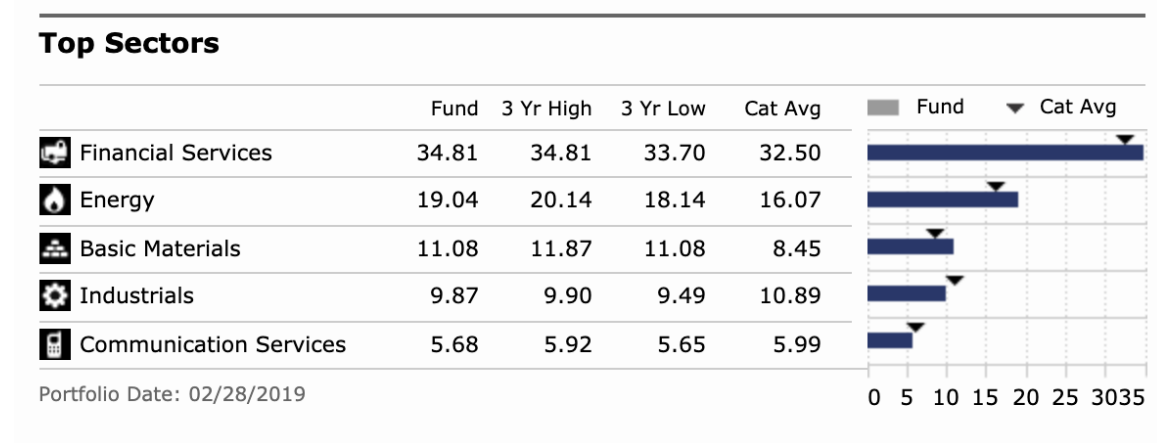 Top Sectors
Fund 3 Yr High 3 Yr Low Cat Avg Fund Cat Avg
Financial Services 34.81 34.81 33.70 32.50
Energy 19.04 20.14 18.14 16.07
Basic Materials 11.08 11.87 11.08 8.45
Industrials 9.87 9.90 9.49 10.89
Communication Services 5.68 5.92 5.65 5.99
Portfolio Date: 02/28/2019
0 5 10 15 20 25 30 35